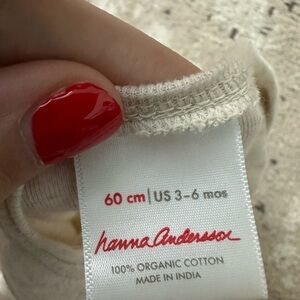 60 cm | US 3-6 mos
hanna andersson
100% ORGANIC COTTON
MADE IN INDIA